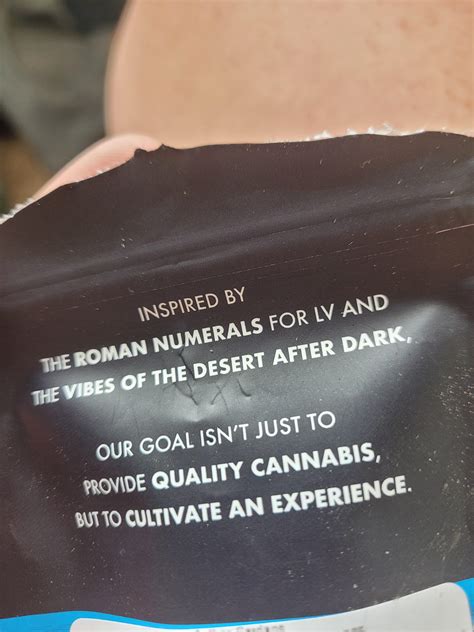 INSPIRED BY
THE ROMAN NUMERALS FOR LV AND
THE VIBES OF THE DESERT AFTER DARK,
OUR GOAL ISN'T JUST TO
PROVIDE QUALITY CANNABIS,
BUT TO CULTIVATE AN EXPERIENCE.